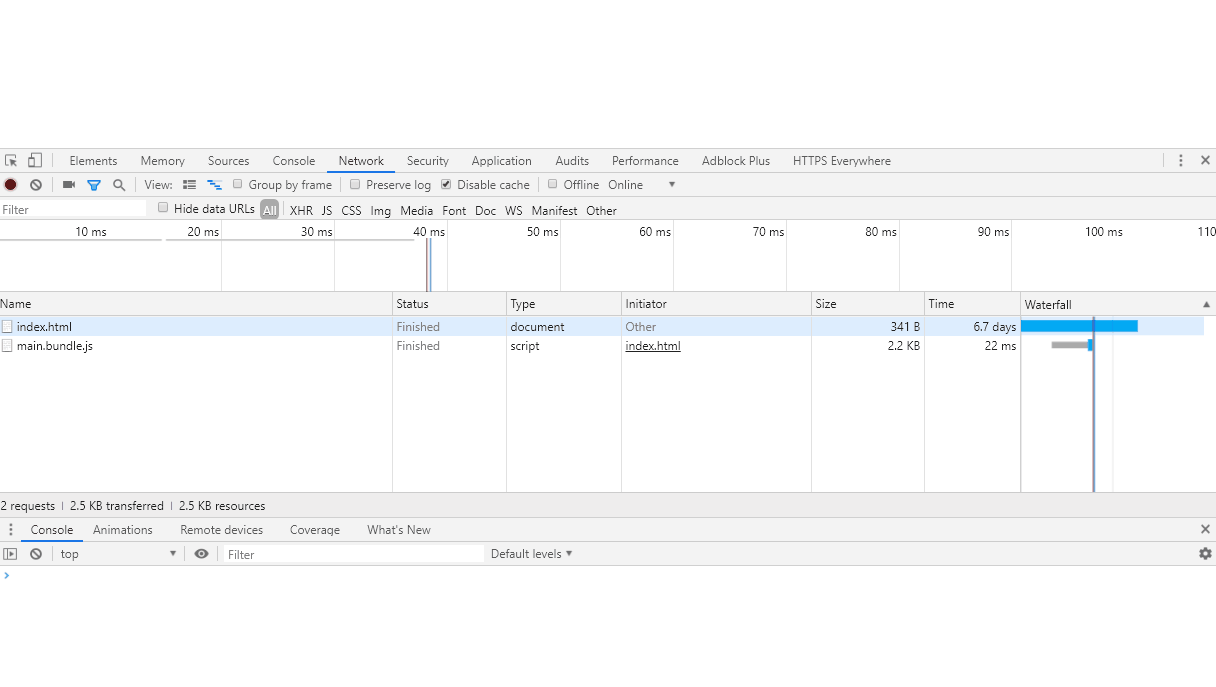 Elements Memory Sources Console Network Security Application Audits Performance Adblock Plus HTTPS Everywhere
View: Group by frame Preserve log Disable cache Offline Online
Filter Hide data URLs All XHR JS CSS Img Media Font Doc WS Manifest Other
10 ms 20 ms 30 ms 40 ms 50 ms 60 ms 70 ms 80 ms 90 ms 100 ms 110
Name Status Type Initiator Size Time Waterfall
index.html Finished document Other 341 B 6.7 days
main.bundle.js Finished script index.html 2.2 KB 22 ms
2 requests | 2.5 KB transferred | 2.5 KB resources
Console Animations Remote devices Coverage What's New
top Filter Default levels